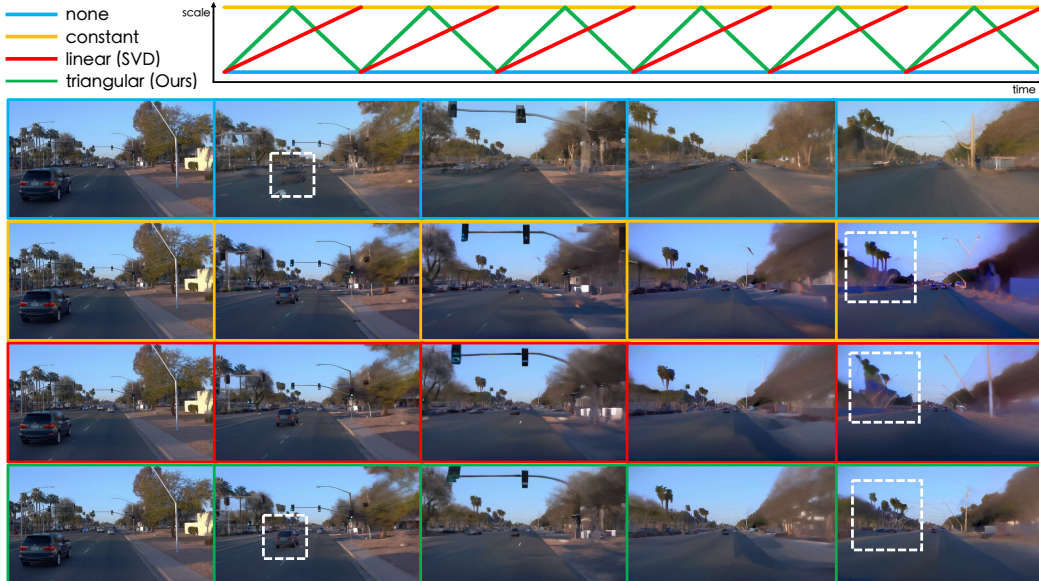 none
constant
linear (SVD)
triangular (Ours)
scale
time